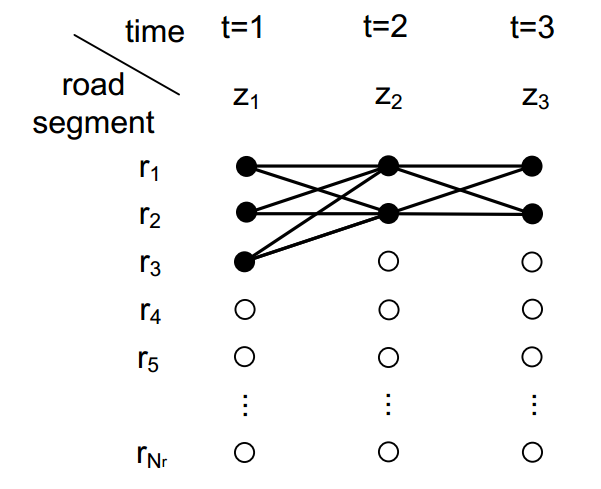 time t=1 t=2 t=3
road
segment
z1 z2 z3
r1
r2
r3
r4
r5
⋮ ⋮ ⋮
rNr